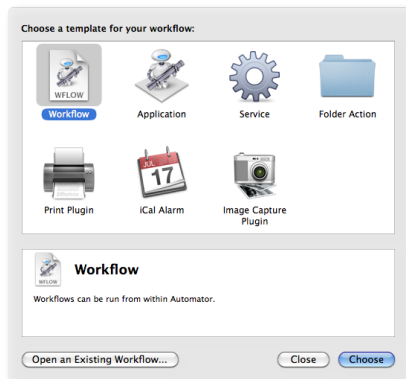 Choose a template for your workflow:
WFLOW
Workflow
Application
Service
Folder Action
JUL
17
Print Plugin
iCal Alarm
Image Capture
Plugin
WFLOW
Workflow
Workflows can be run from within Automator.
Open an Existing Workflow...
Close
Choose